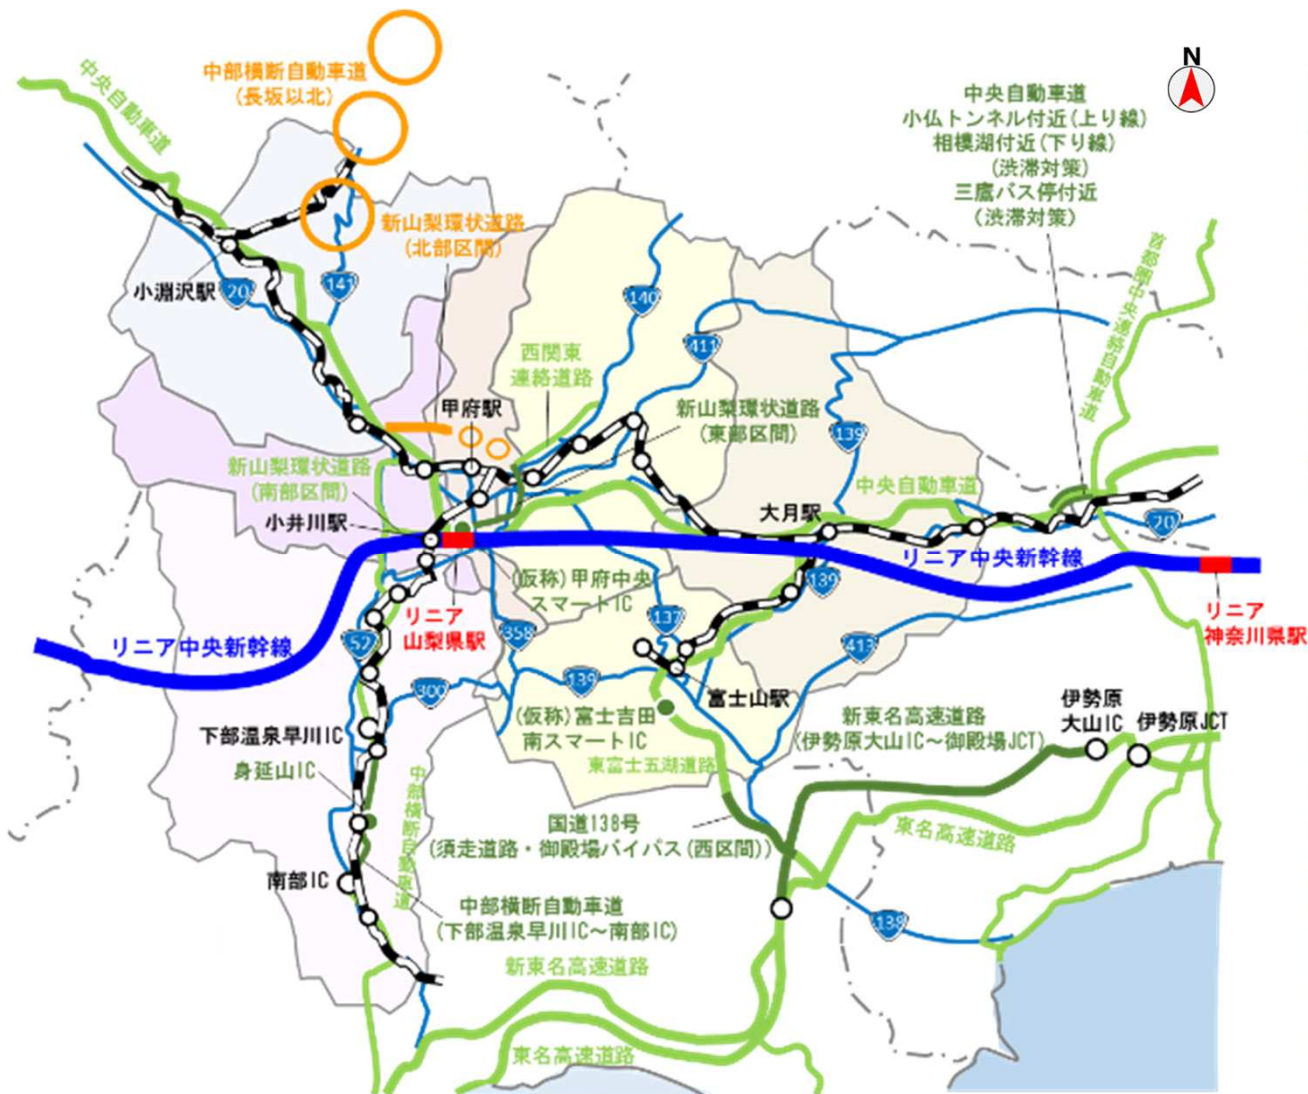 N
中部横断自動車道
(長坂以北)
中央自動車道
中央自動車道
小仏トンネル付近(上り線)
相模湖付近(下り線)
(渋滞対策)
三鷹バス停付近
(渋滞対策)
新山梨環状道路
(北部区間)
首都圏中央連絡自動車道
小淵沢駅
20
141
140
411
西関東
連絡道路
甲府駅
新山梨環状道路
(東部区間)
139
新山梨環状道路
(南部区間)
小井川駅
中央自動車道
大月駅
20
リニア中央新幹線
(仮称)甲府中央
スマートIC
139
リニア
山梨県駅
リニア
神奈川県駅
リニア中央新幹線
52
358
137
413
300
139
富士山駅
(仮称)富士吉田
南スマートIC
新東名高速道路
(伊勢原大山IC～御殿場JCT)
伊勢原
大山IC
伊勢原JCT
下部温泉早川IC
身延山IC
東富士五湖道路
中部横断自動車道
国道138号
(須走道路・御殿場バイパス(西区間))
東名高速道路
南部IC
中部横断自動車道
(下部温泉早川IC～南部IC)
138
新東名高速道路
東名高速道路